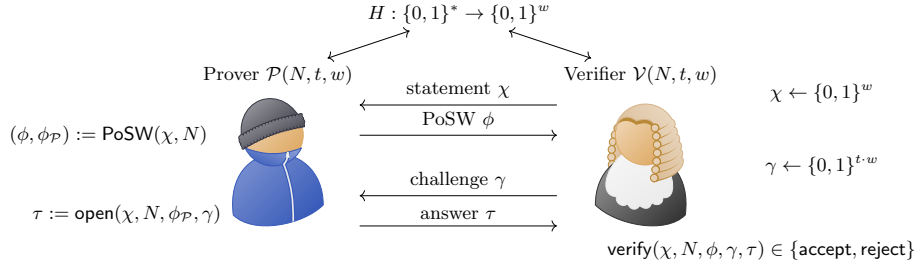 H : {0, 1}* → {0, 1}^w
Prover 𝒫(N, t, w)
Verifier 𝒱(N, t, w)
statement χ
χ ← {0, 1}^w
(ϕ, ϕ_𝒫) := PoSW(χ, N)
PoSW ϕ
γ ← {0, 1}^{t·w}
challenge γ
τ := open(χ, N, ϕ_𝒫, γ)
answer τ
verify(χ, N, ϕ, γ, τ) ∈ {accept, reject}